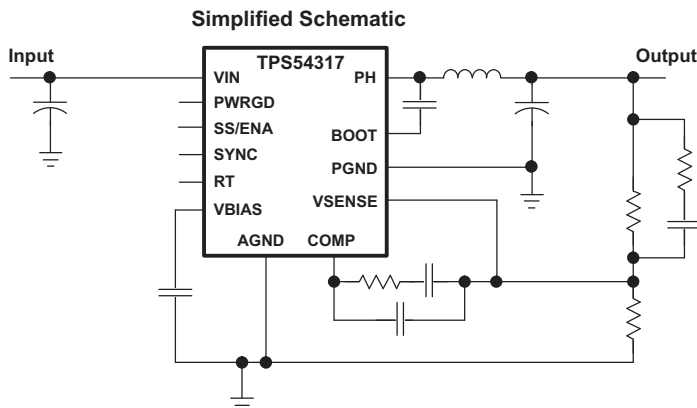 Simplified Schematic
Input
Output
TPS54317
VIN
PH
PWRGD
SS/ENA
BOOT
SYNC
PGND
RT
VSENSE
VBIAS
AGND
COMP